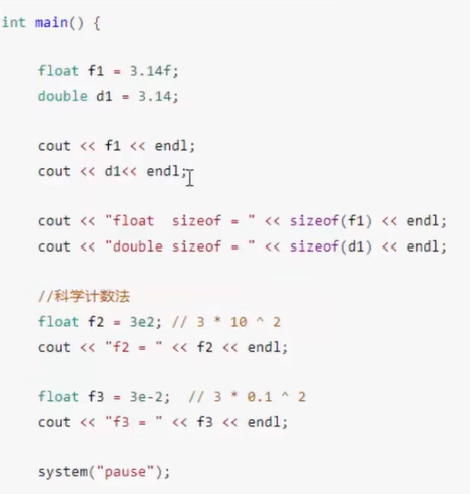 int main() {
float f1 = 3.14f;
double d1 = 3.14;
cout << f1 << endl;
cout << d1<< endl;
cout << "float  sizeof = " << sizeof(f1) << endl;
cout << "double sizeof = " << sizeof(d1) << endl;
//科学计数法
float f2 = 3e2; // 3 * 10 ^ 2
cout << "f2 = " << f2 << endl;
float f3 = 3e-2;  // 3 * 0.1 ^ 2
cout << "f3 = " << f3 << endl;
system("pause");